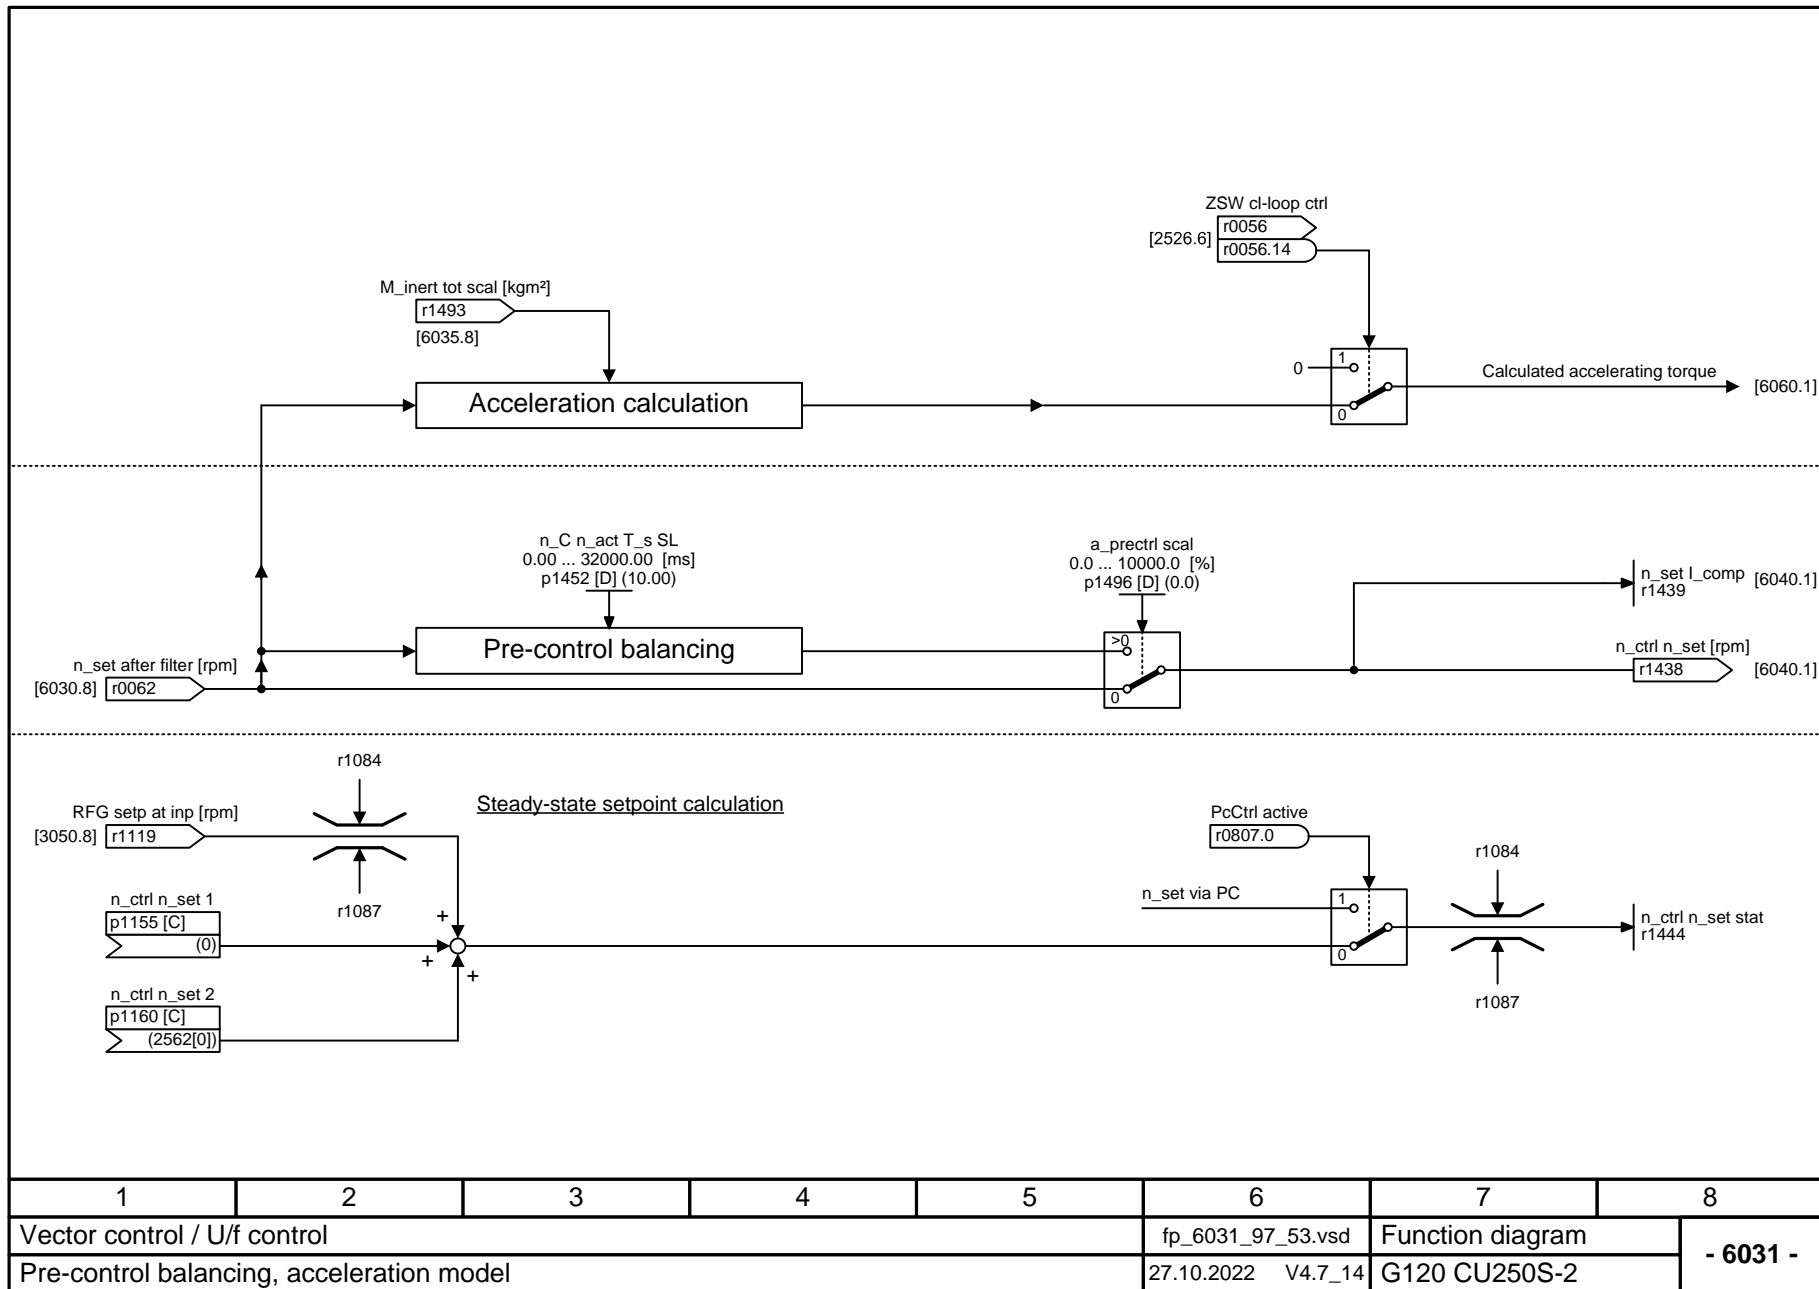 ZSW cl-loop ctrl
r0056
[2526.6]
r0056.14
M_inert tot scal [kgm²]
r1493
[6035.8]
1
0
Calculated accelerating torque
[6060.1]
Acceleration calculation
0
n_C n_act T_s SL
0.00 ... 32000.00 [ms]
p1452 [D] (10.00)
a_prectrl scal
0.0 ... 10000.0 [%]
p1496 [D] (0.0)
n_set I_comp
r1439
[6040.1]
Pre-control balancing
>0
0
n_set after filter [rpm]
[6030.8]
r0062
n_ctrl n_set [rpm]
r1438
[6040.1]
r1084
Steady-state setpoint calculation
RFG setp at inp [rpm]
[3050.8]
r1119
r1087
PcCtrl active
r0807.0
r1084
n_ctrl n_set 1
p1155 [C]
(0)
+
+
+
n_set via PC
1
0
n_ctrl n_set stat
r1444
n_ctrl n_set 2
p1160 [C]
(2562[0])
r1087
1 2 3 4 5 6 7 8
Vector control / U/f control
fp_6031_97_53.vsd
Function diagram
- 6031 -
Pre-control balancing, acceleration model
27.10.2022 V4.7_14
G120 CU250S-2